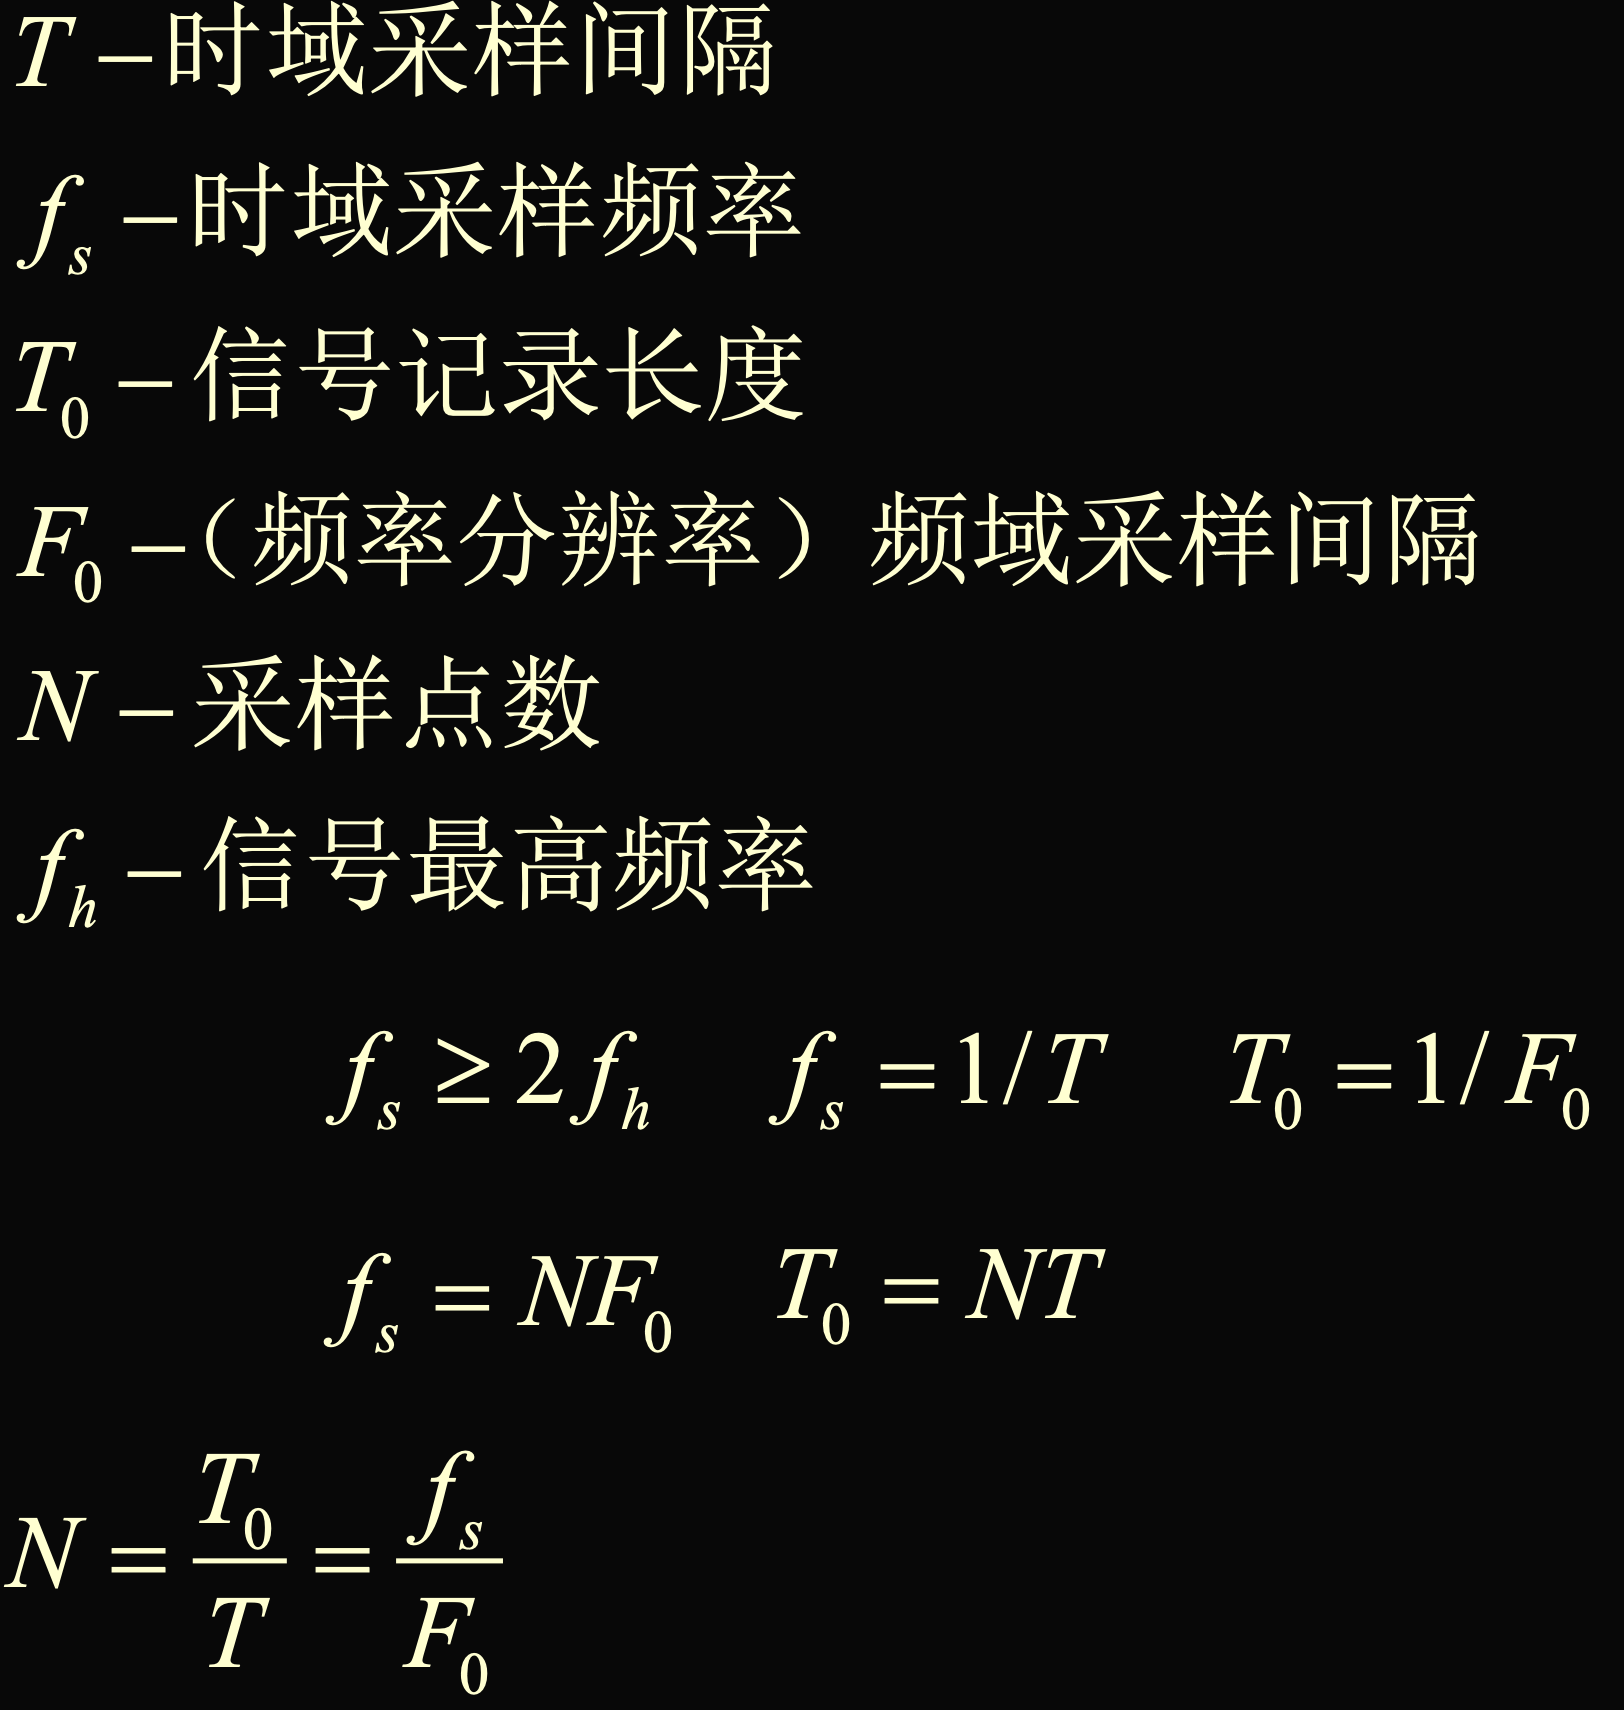 T – 时域采样间隔
f_s – 时域采样频率
T_0 – 信号记录长度
F_0 –（频率分辨率）频域采样间隔
N – 采样点数
f_h – 信号最高频率
f_s ≥ 2f_h f_s = 1/T T_0 = 1/F_0
f_s = NF_0 T_0 = NT
N = T_0/T = f_s/F_0